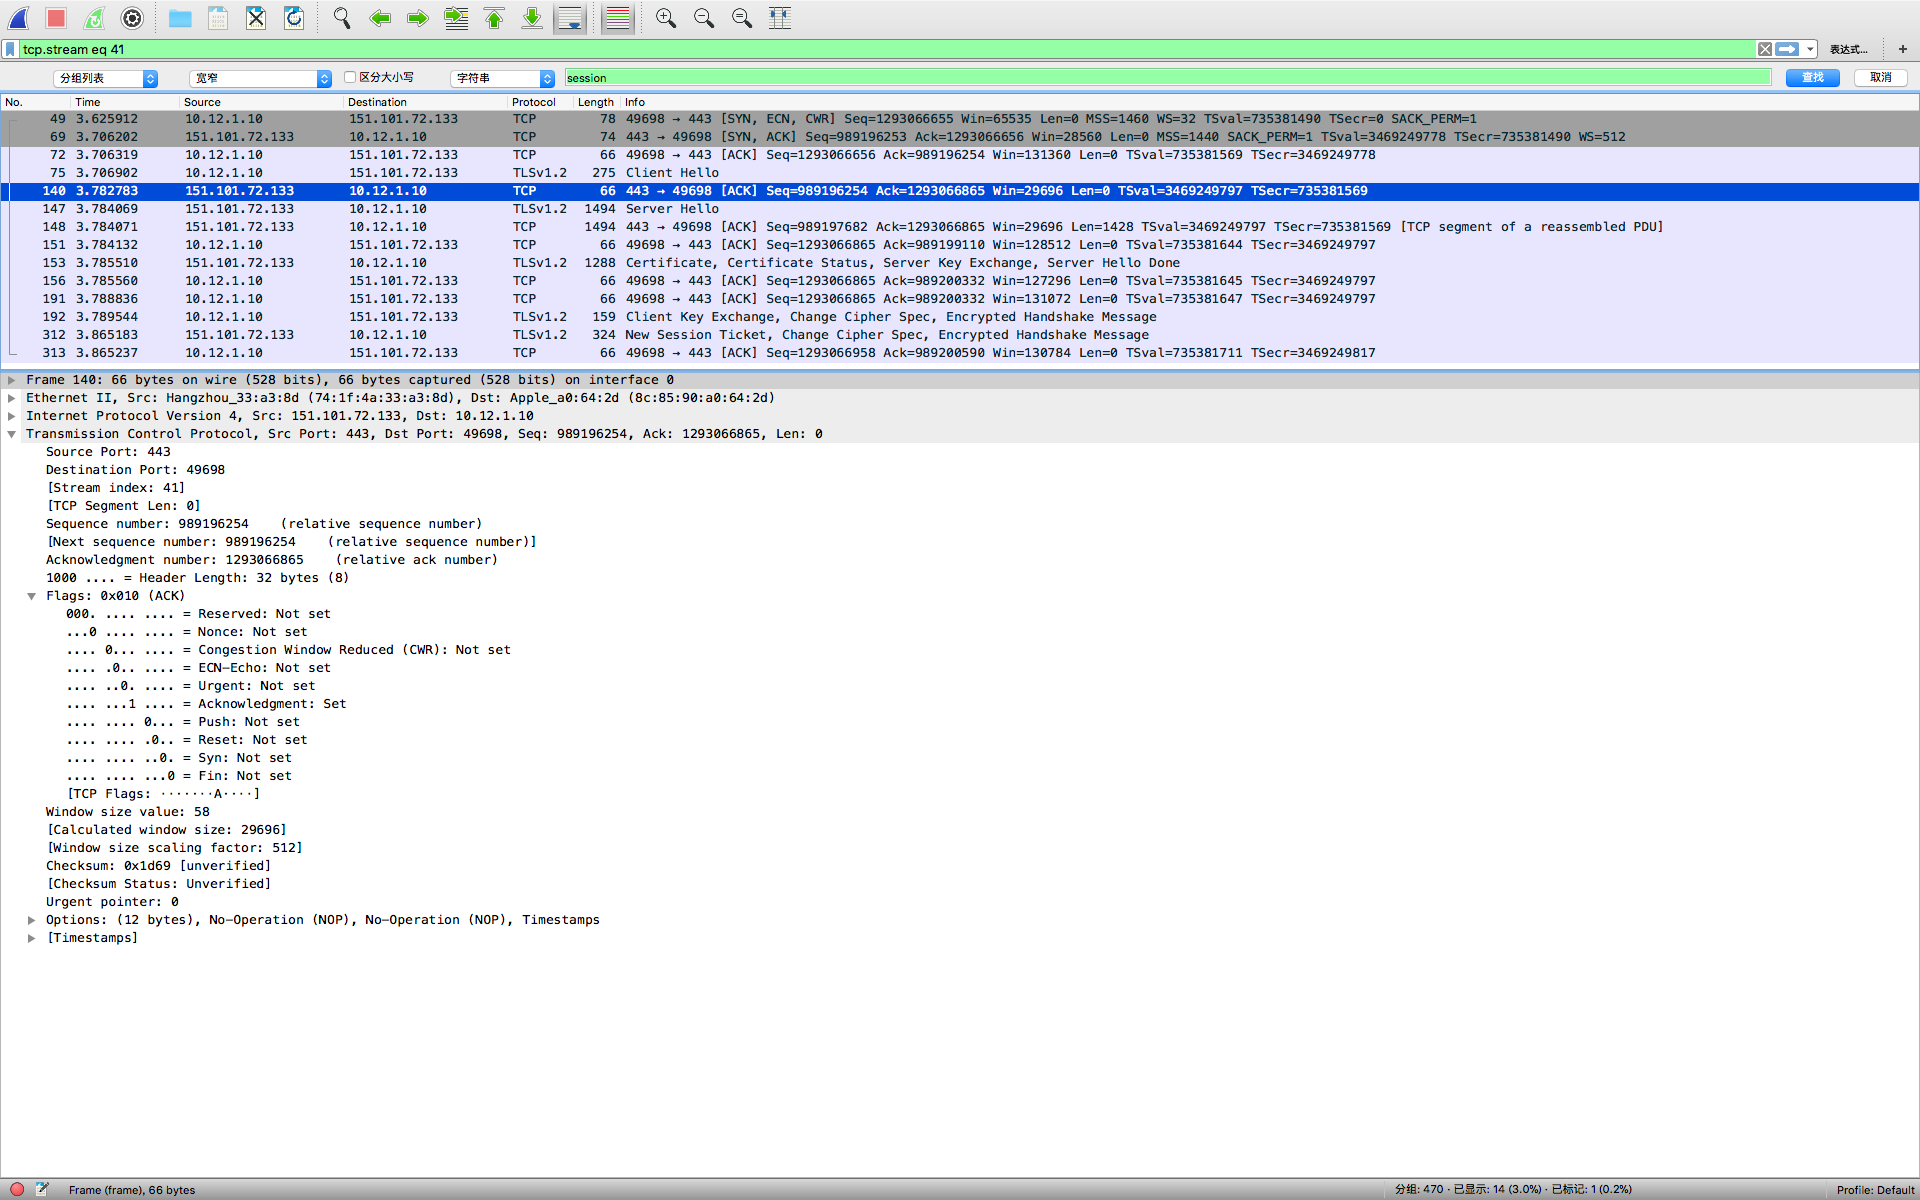 tcp.stream eq 41 表达式… +
分组列表 宽窄 区分大小写 字符串 session 查找 取消
No. Time Source Destination Protocol Length Info
49 3.625912 10.12.1.10 151.101.72.133 TCP 78 49698 → 443 [SYN, ECN, CWR] Seq=1293066655 Win=65535 Len=0 MSS=1460 WS=32 TSval=735381490 TSecr=0 SACK_PERM=1
69 3.706202 151.101.72.133 10.12.1.10 TCP 74 443 → 49698 [SYN, ACK] Seq=989196253 Ack=1293066656 Win=28560 Len=0 MSS=1440 SACK_PERM=1 TSval=3469249778 TSecr=735381490 WS=512
72 3.706319 10.12.1.10 151.101.72.133 TCP 66 49698 → 443 [ACK] Seq=1293066656 Ack=989196254 Win=131360 Len=0 TSval=735381569 TSecr=3469249778
75 3.706902 10.12.1.10 151.101.72.133 TLSv1.2 275 Client Hello
140 3.782783 151.101.72.133 10.12.1.10 TCP 66 443 → 49698 [ACK] Seq=989196254 Ack=1293066865 Win=29696 Len=0 TSval=3469249797 TSecr=735381569
147 3.784069 151.101.72.133 10.12.1.10 TLSv1.2 1494 Server Hello
148 3.784071 151.101.72.133 10.12.1.10 TCP 1494 443 → 49698 [ACK] Seq=989197682 Ack=1293066865 Win=29696 Len=1428 TSval=3469249797 TSecr=735381569 [TCP segment of a reassembled PDU]
151 3.784132 10.12.1.10 151.101.72.133 TCP 66 49698 → 443 [ACK] Seq=1293066865 Ack=989199110 Win=128512 Len=0 TSval=735381644 TSecr=3469249797
153 3.785510 151.101.72.133 10.12.1.10 TLSv1.2 1288 Certificate, Certificate Status, Server Key Exchange, Server Hello Done
156 3.785560 10.12.1.10 151.101.72.133 TCP 66 49698 → 443 [ACK] Seq=1293066865 Ack=989200332 Win=127296 Len=0 TSval=735381645 TSecr=3469249797
191 3.788836 10.12.1.10 151.101.72.133 TCP 66 49698 → 443 [ACK] Seq=1293066865 Ack=989200332 Win=131072 Len=0 TSval=735381647 TSecr=3469249797
192 3.789544 10.12.1.10 151.101.72.133 TLSv1.2 159 Client Key Exchange, Change Cipher Spec, Encrypted Handshake Message
312 3.865183 151.101.72.133 10.12.1.10 TLSv1.2 324 New Session Ticket, Change Cipher Spec, Encrypted Handshake Message
313 3.865237 10.12.1.10 151.101.72.133 TCP 66 49698 → 443 [ACK] Seq=1293066958 Ack=989200590 Win=130784 Len=0 TSval=735381711 TSecr=3469249817
Frame 140: 66 bytes on wire (528 bits), 66 bytes captured (528 bits) on interface 0
Ethernet II, Src: Hangzhou_33:a3:8d (74:1f:4a:33:a3:8d), Dst: Apple_a0:64:2d (8c:85:90:a0:64:2d)
Internet Protocol Version 4, Src: 151.101.72.133, Dst: 10.12.1.10
Transmission Control Protocol, Src Port: 443, Dst Port: 49698, Seq: 989196254, Ack: 1293066865, Len: 0
Source Port: 443
Destination Port: 49698
[Stream index: 41]
[TCP Segment Len: 0]
Sequence number: 989196254 (relative sequence number)
[Next sequence number: 989196254 (relative sequence number)]
Acknowledgment number: 1293066865 (relative ack number)
1000 .... = Header Length: 32 bytes (8)
Flags: 0x010 (ACK)
000. .... .... = Reserved: Not set
...0 .... .... = Nonce: Not set
.... 0... .... = Congestion Window Reduced (CWR): Not set
.... .0.. .... = ECN-Echo: Not set
.... ..0. .... = Urgent: Not set
.... ...1 .... = Acknowledgment: Set
.... .... 0... = Push: Not set
.... .... .0.. = Reset: Not set
.... .... ..0. = Syn: Not set
.... .... ...0 = Fin: Not set
[TCP Flags: ·······A····]
Window size value: 58
[Calculated window size: 29696]
[Window size scaling factor: 512]
Checksum: 0x1d69 [unverified]
[Checksum Status: Unverified]
Urgent pointer: 0
Options: (12 bytes), No-Operation (NOP), No-Operation (NOP), Timestamps
[Timestamps]
Frame (frame), 66 bytes 分组: 470 · 已显示: 14 (3.0%) · 已标记: 1 (0.2%) Profile: Default